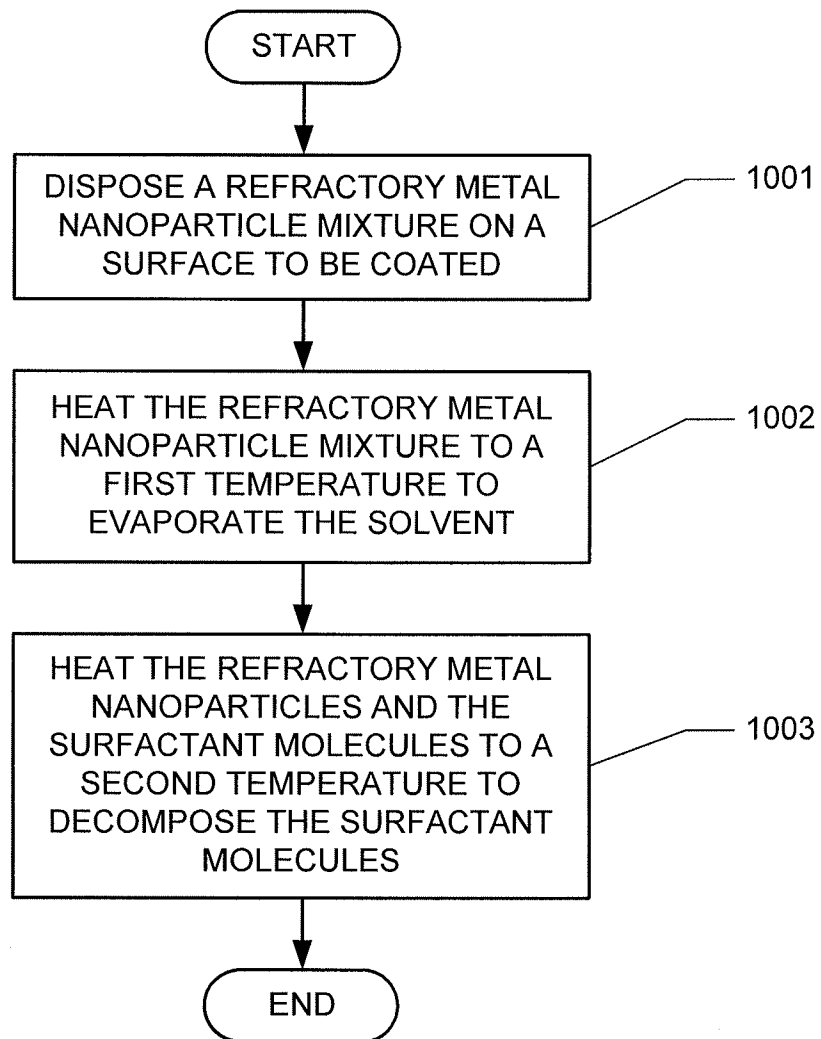 START
DISPOSE A REFRACTORY METAL
NANOPARTICLE MIXTURE ON A
SURFACE TO BE COATED
1001
HEAT THE REFRACTORY METAL
NANOPARTICLE MIXTURE TO A
FIRST TEMPERATURE TO
EVAPORATE THE SOLVENT
1002
HEAT THE REFRACTORY METAL
NANOPARTICLES AND THE
SURFACTANT MOLECULES TO A
SECOND TEMPERATURE TO
DECOMPOSE THE SURFACTANT
MOLECULES
1003
END